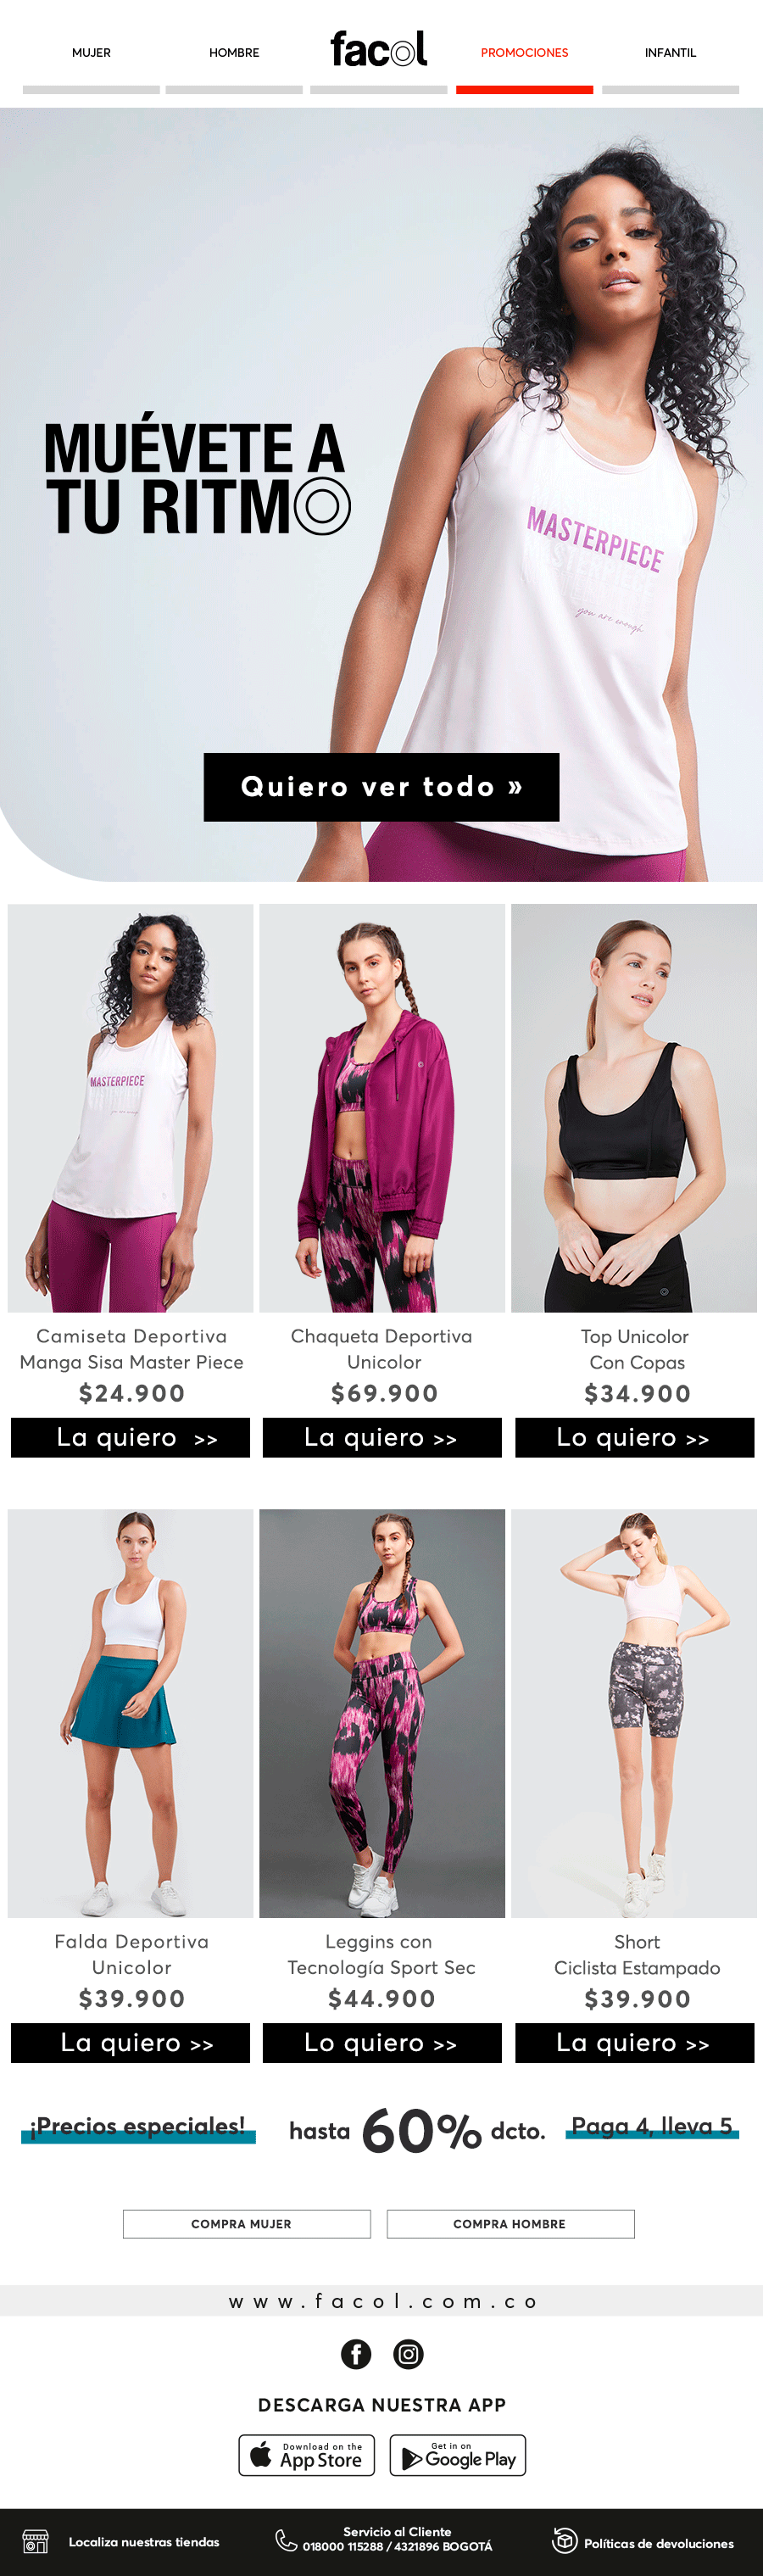 MUJER
HOMBRE
facol
PROMOCIONES
INFANTIL
MUÉVETE A
TU RITMO
MASTERPIECE
you are enough
Quiero ver todo »
MASTERPIECE
you are enough
Camiseta Deportiva
Manga Sisa Master Piece
$24.900
La quiero >>
Chaqueta Deportiva
Unicolor
$69.900
La quiero >>
Top Unicolor
Con Copas
$34.900
Lo quiero >>
Falda Deportiva
Unicolor
$39.900
La quiero >>
Leggins con
Tecnología Sport Sec
$44.900
Lo quiero >>
Short
Ciclista Estampado
$39.900
La quiero >>
¡Precios especiales!
hasta 60% dcto.
Paga 4, lleva 5
COMPRA MUJER
COMPRA HOMBRE
www.facol.com.co
DESCARGA NUESTRA APP
Download on the
App Store
Get in on
Google Play
Localiza nuestras tiendas
Servicio al Cliente
018000 115288 / 4321896 BOGOTÁ
Políticas de devoluciones